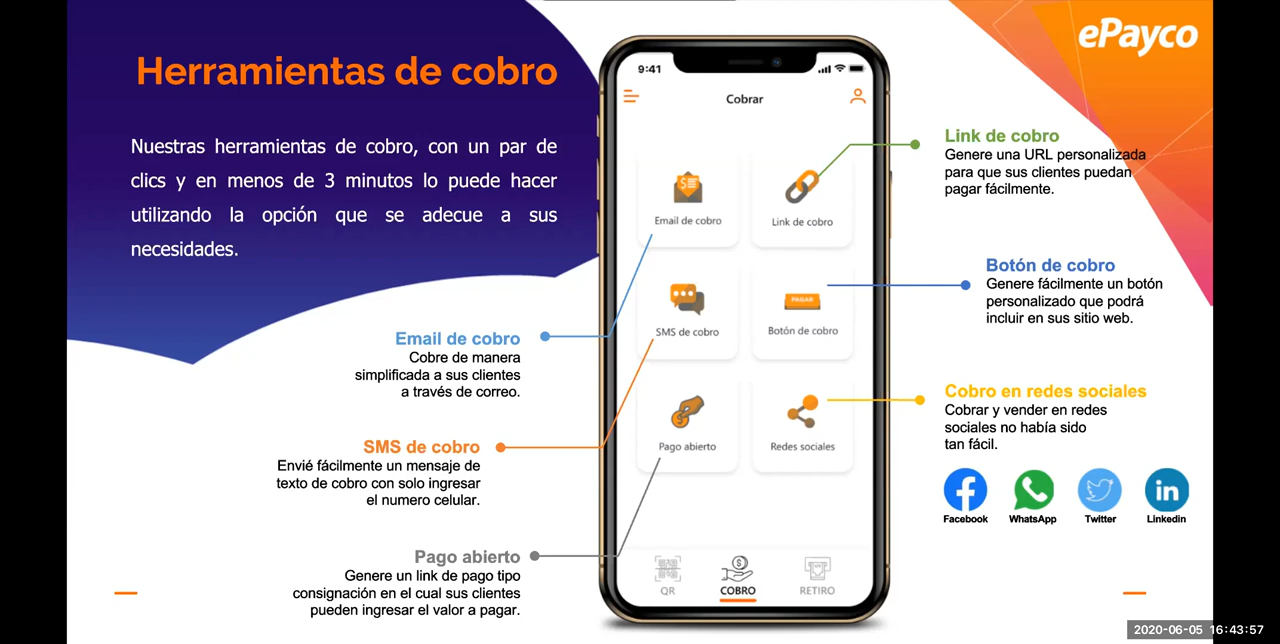 ePayco
Herramientas de cobro
Nuestras herramientas de cobro, con un par de
clics y en menos de 3 minutos lo puede hacer
utilizando la opción que se adecue a sus
necesidades.
Email de cobro
Cobre de manera
simplificada a sus clientes
a través de correo.
SMS de cobro
Envié fácilmente un mensaje de
texto de cobro con solo ingresar
el numero celular.
Pago abierto
Genere un link de pago tipo
consignación en el cual sus clientes
pueden ingresar el valor a pagar.
9:41
Cobrar
Email de cobro
Link de cobro
SMS de cobro
PAGAR
Botón de cobro
Pago abierto
Redes sociales
QR
COBRO
RETIRO
Link de cobro
Genere una URL personalizada
para que sus clientes puedan
pagar fácilmente.
Botón de cobro
Genere fácilmente un botón
personalizado que podrá
incluir en sus sitio web.
Cobro en redes sociales
Cobrar y vender en redes
sociales no había sido
tan fácil.
Facebook
WhatsApp
Twitter
Linkedin
2020-06-05 16:43:57